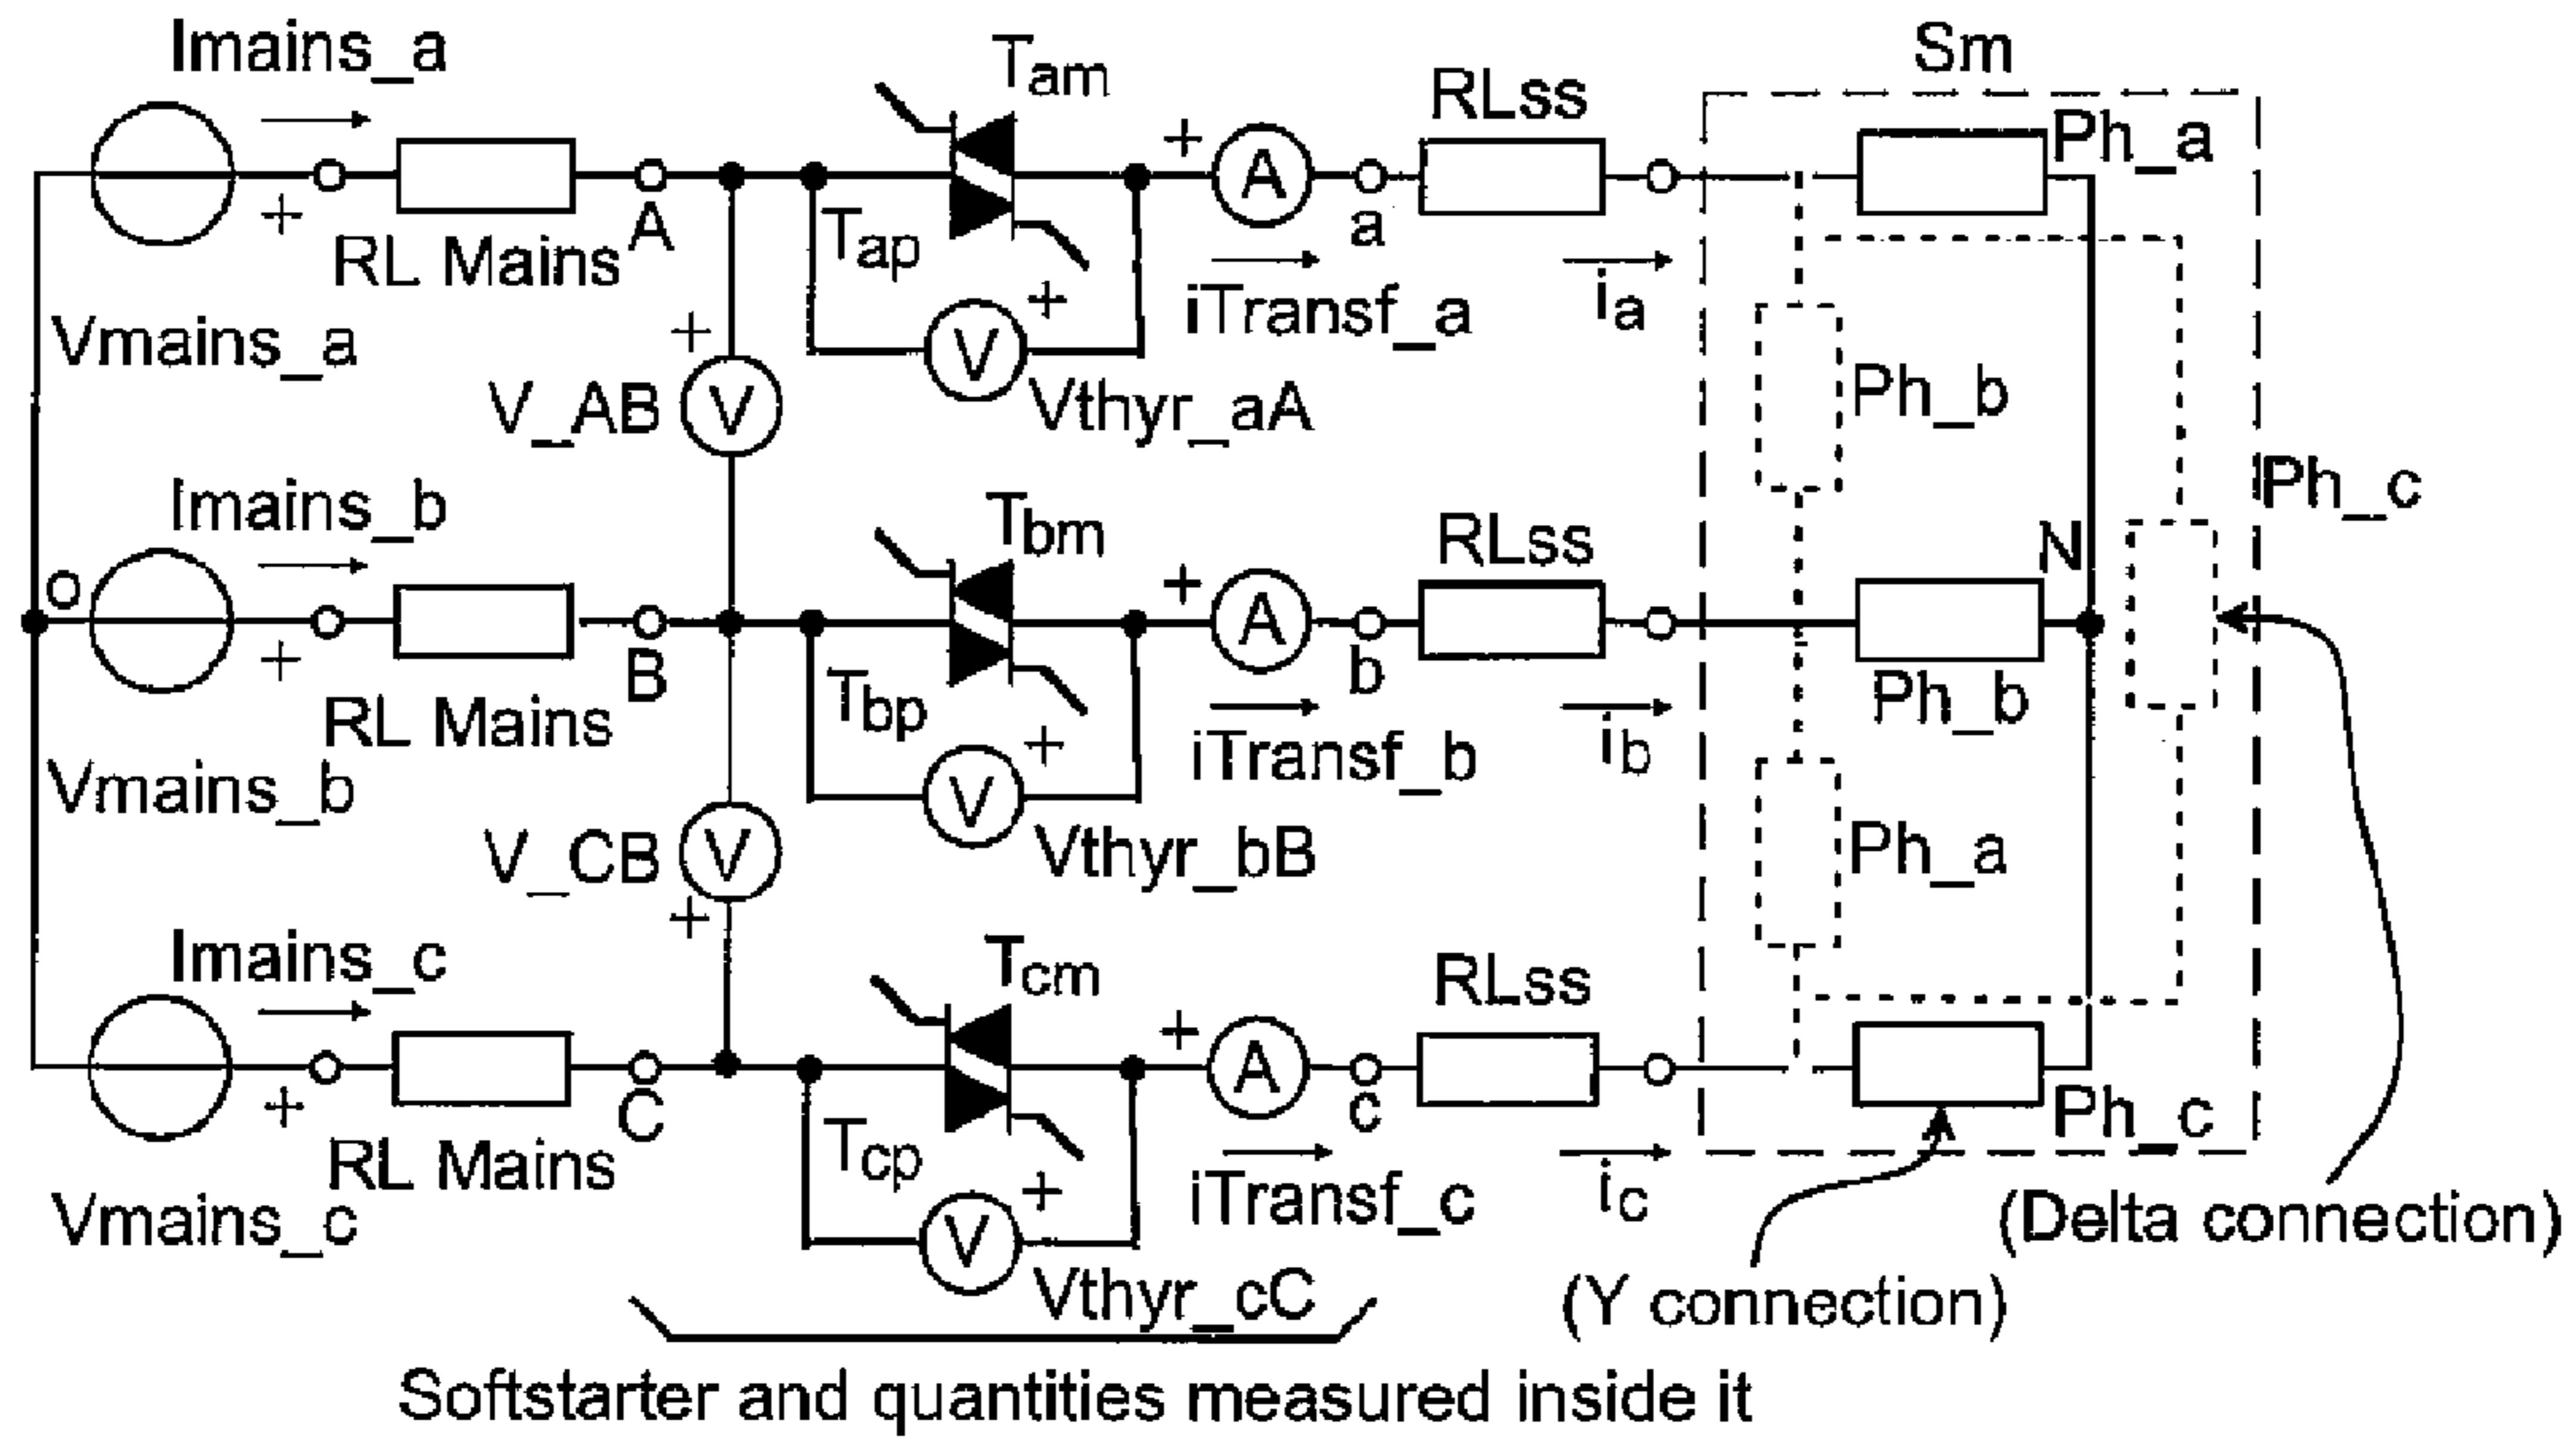 Imains_a
Tam
Sm
RLss
Ph_a
+
+
A
A
a
Tap
RL Mains
iTransf_a
ia
+
+
Vmains_a
V
V_AB
V
Vthyr_aA
Ph_b
Imains_b
Tbm
RLss
Ph_c
N
o
+
A
+
B
b
Tbp
Ph_b
RL Mains
iTransf_b
ib
+
Vmains_b
V
V_CB
V
Vthyr_bB
Ph_a
+
Imains_c
Tcm
RLss
+
A
+
C
c
Ph_c
Tcp
RL Mains
iTransf_c
ic
+
Vmains_c
V
(Delta connection)
Vthyr_cC
(Y connection)
Softstarter and quantities measured inside it